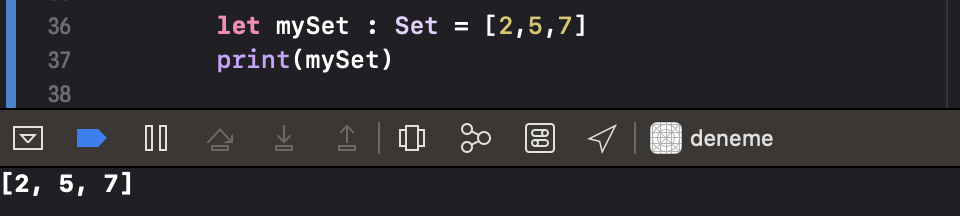 36 let mySet : Set = [2,5,7]
37 print(mySet)
38
deneme
[2, 5, 7]